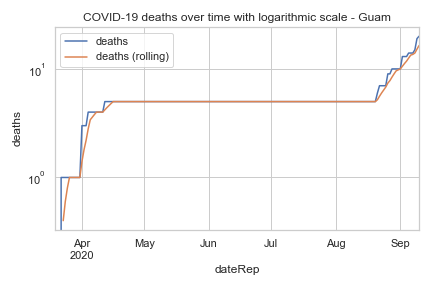 COVID-19 deaths over time with logarithmic scale - Guam
deaths
deaths (rolling)
10¹
10⁰
deaths
Apr
2020
May
Jun
Jul
Aug
Sep
dateRep